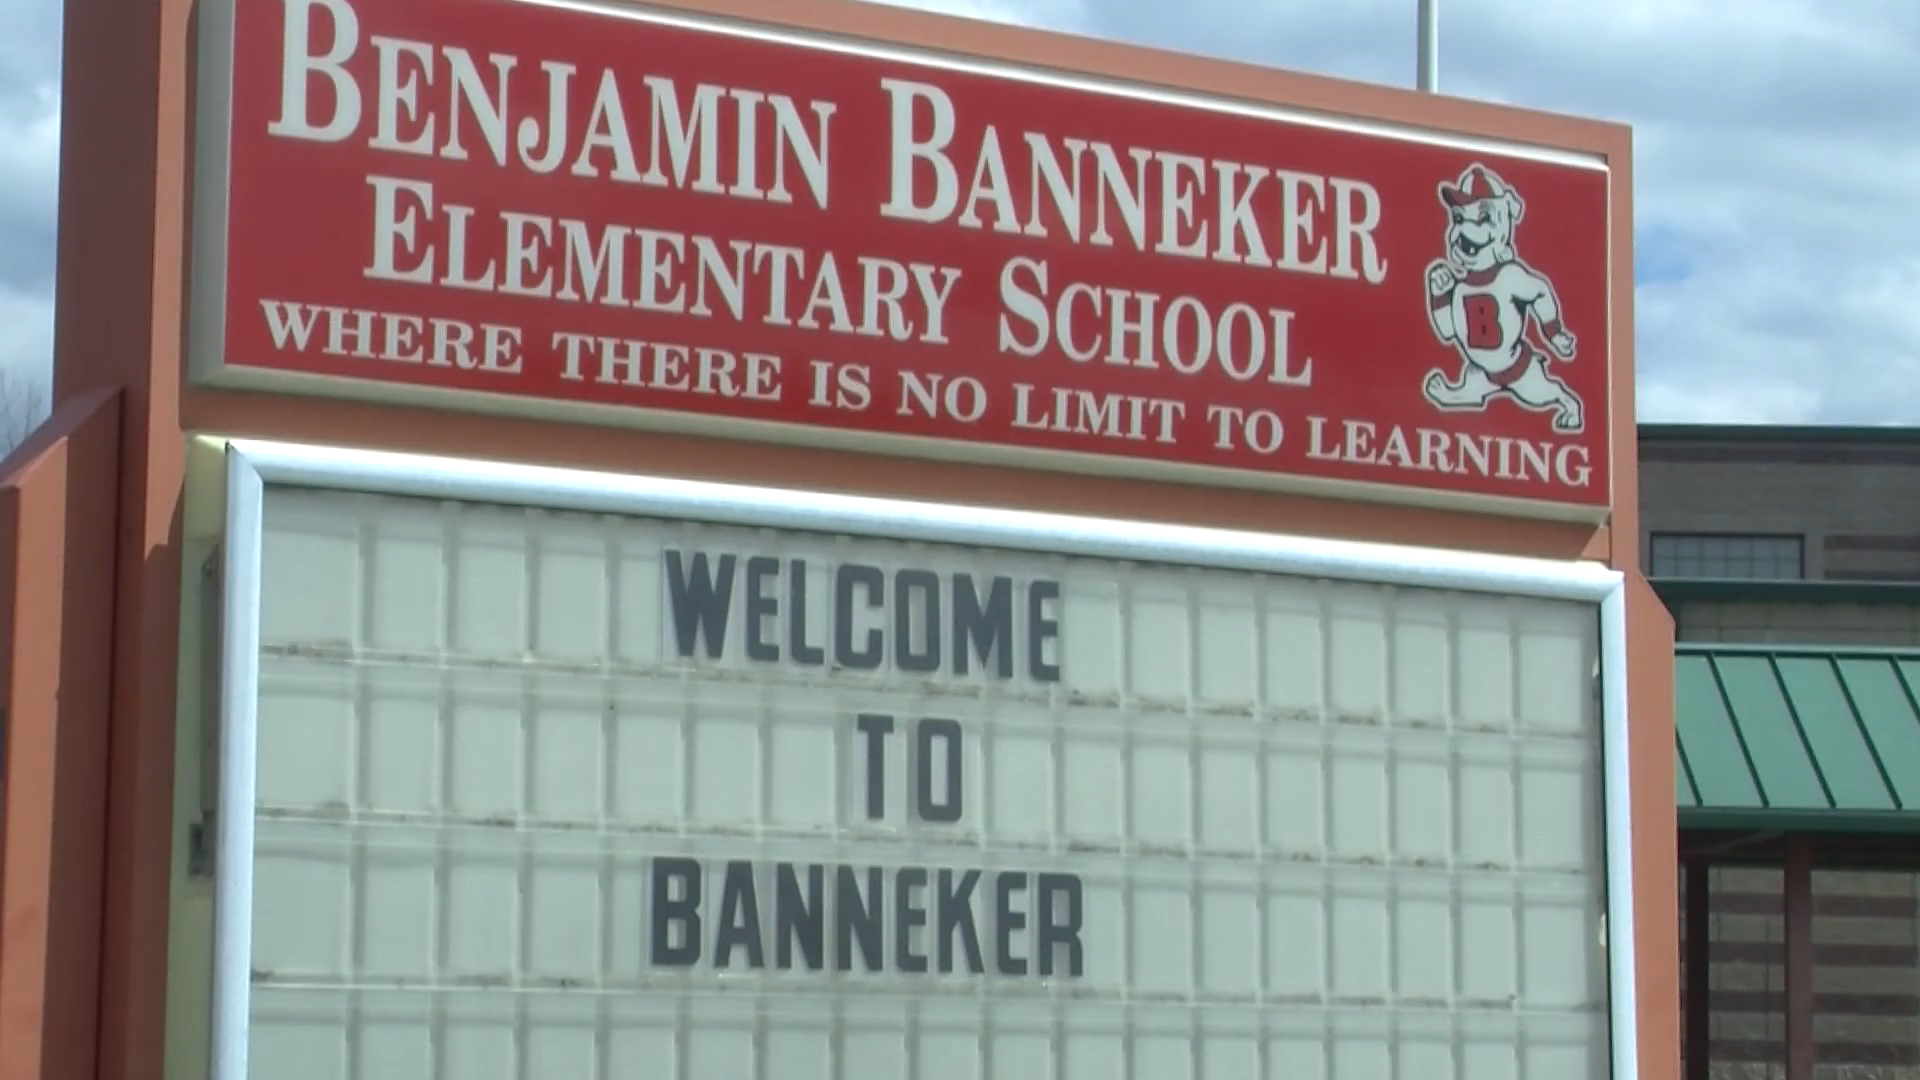 BENJAMIN BANNEKER
ELEMENTARY SCHOOL
WHERE THERE IS NO LIMIT TO LEARNING
B
WELCOME
TO
BANNEKER